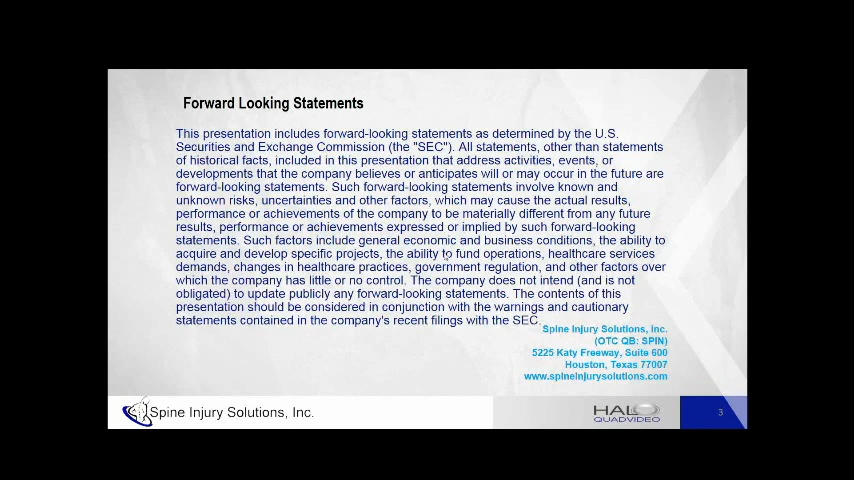 Forward Looking Statements
This presentation includes forward-looking statements as determined by the U.S.
Securities and Exchange Commission (the "SEC"). All statements, other than statements
of historical facts, included in this presentation that address activities, events, or
developments that the company believes or anticipates will or may occur in the future are
forward-looking statements. Such forward-looking statements involve known and
unknown risks, uncertainties and other factors, which may cause the actual results,
performance or achievements of the company to be materially different from any future
results, performance or achievements expressed or implied by such forward-looking
statements. Such factors include general economic and business conditions, the ability to
acquire and develop specific projects, the ability to fund operations, healthcare services
demands, changes in healthcare practices, government regulation, and other factors over
which the company has little or no control. The company does not intend (and is not
obligated) to update publicly any forward-looking statements. The contents of this
presentation should be considered in conjunction with the warnings and cautionary
statements contained in the company's recent filings with the SEC.
Spine Injury Solutions, Inc.
(OTC QB: SPIN)
5225 Katy Freeway, Suite 600
Houston, Texas 77007
www.spineinjurysolutions.com
Spine Injury Solutions, Inc.
HALO
QUADVIDEO
3